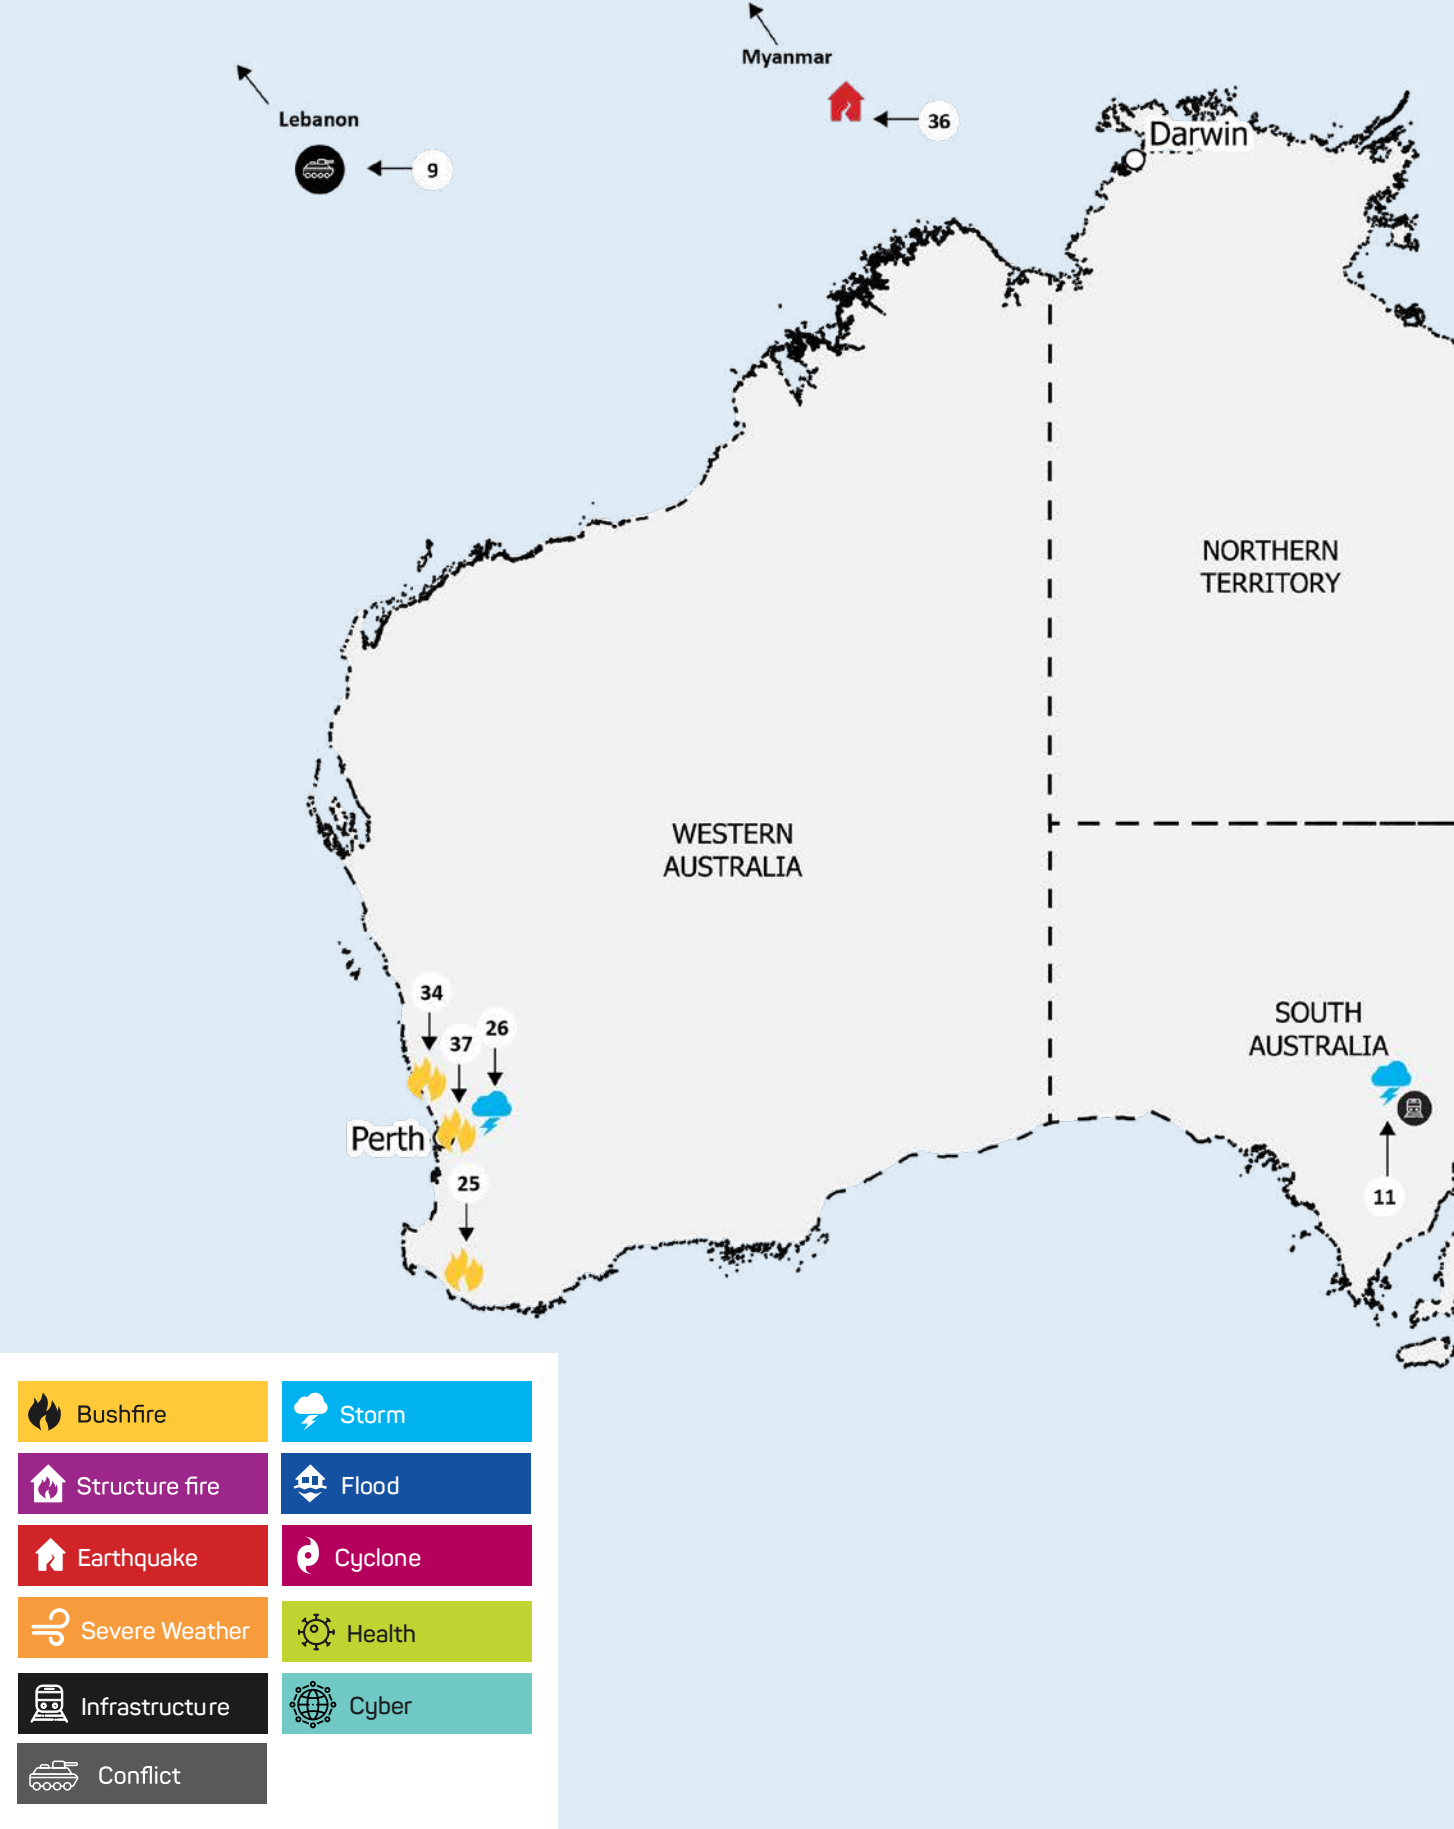 Myanmar
Lebanon
36
9
Darwin
NORTHERN
TERRITORY
WESTERN
AUSTRALIA
34
26
37
SOUTH
AUSTRALIA
Perth
25
11
Bushfire
Storm
Structure fire
Flood
Earthquake
Cyclone
Severe Weather
Health
Infrastructure
Cyber
Conflict